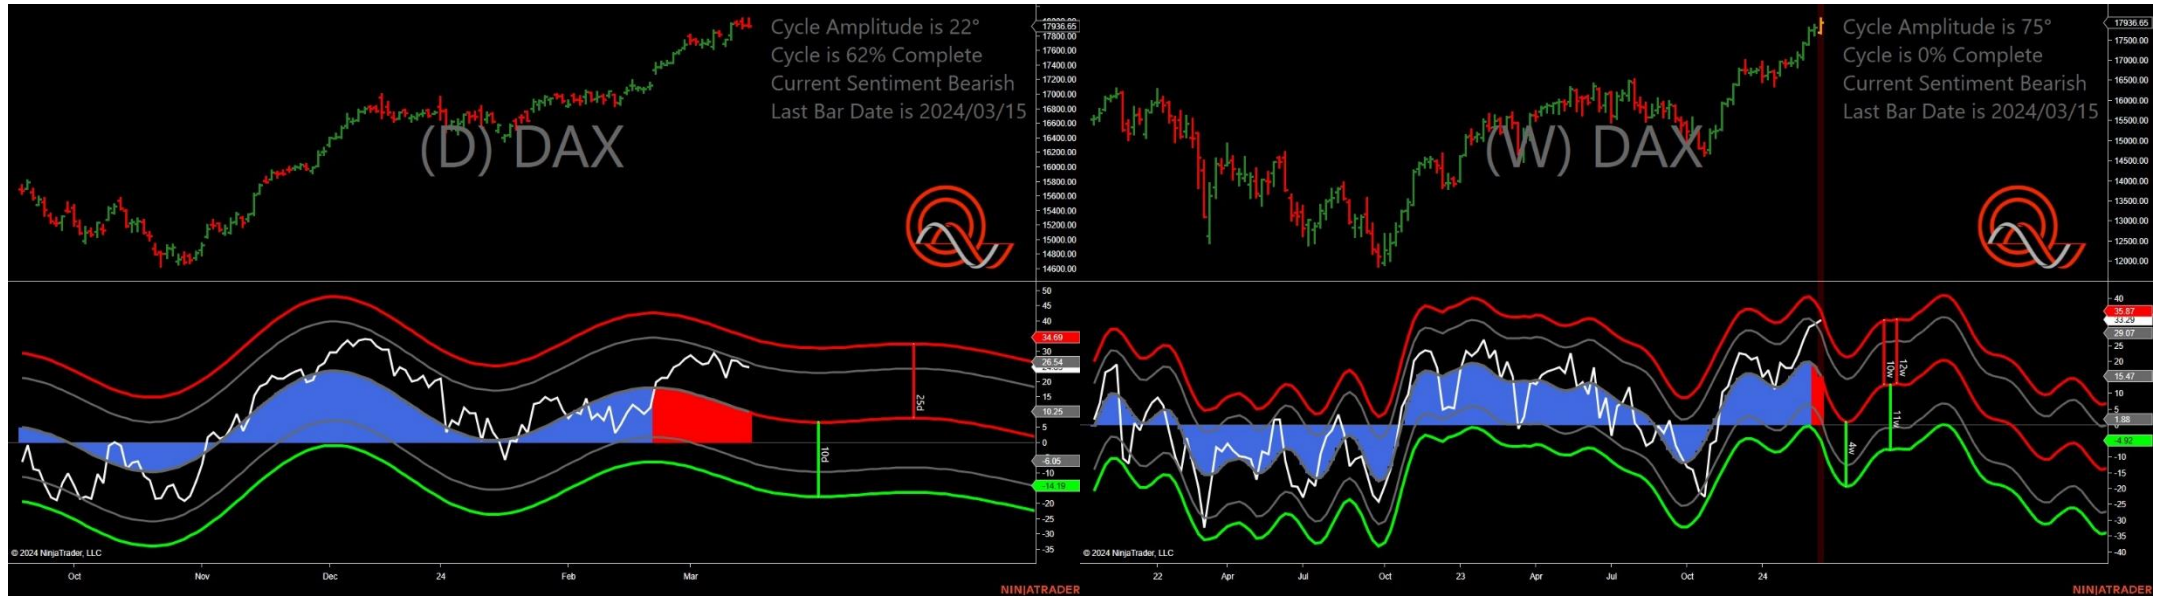 Cycle Amplitude is 22°
Cycle is 62% Complete
Current Sentiment Bearish
Last Bar Date is 2024/03/15
(D) DAX
17936.65
17800.00
17600.00
17400.00
17200.00
17000.00
16800.00
16600.00
16400.00
16200.00
16000.00
15800.00
15600.00
15400.00
15200.00
15000.00
14800.00
14600.00
50
45
40
34.69
30
26.54
20
15
10.25
5
0
-6.05
-10
-14.19
-20
-25
-30
-35
25d
10d
© 2024 NinjaTrader, LLC
Oct
Nov
Dec
24
Feb
Mar
NINJATRADER
Cycle Amplitude is 75°
Cycle is 0% Complete
Current Sentiment Bearish
Last Bar Date is 2024/03/15
(W) DAX
17936.65
17500.00
17000.00
16500.00
16000.00
15500.00
15000.00
14500.00
14000.00
13500.00
13000.00
12500.00
12000.00
40
35.87
33.29
29.07
25
20
15.47
10
5
1.88
-4.92
-10
-15
-20
-25
-30
-35
-40
10w
12w
11w
4w
© 2024 NinjaTrader, LLC
22
Apr
Jul
Oct
23
Apr
Jul
Oct
24
NINJATRADER